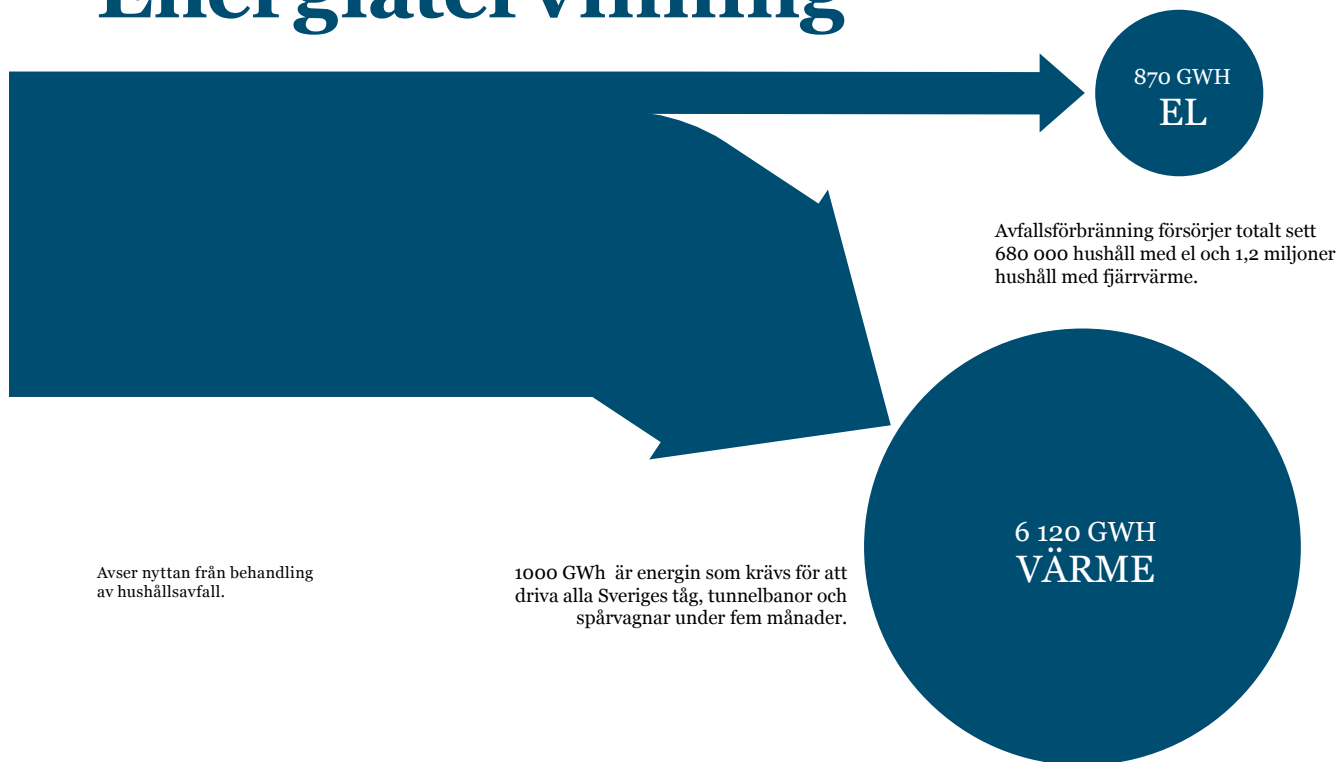 Energiåtervinning
870 GWH
EL
Avfallsförbränning försörjer totalt sett
680 000 hushåll med el och 1,2 miljoner
hushåll med fjärrvärme.
6 120 GWH
VÄRME
Avser nyttan från behandling
av hushållsavfall.
1000 GWh är energin som krävs för att
driva alla Sveriges tåg, tunnelbanor och
spårvagnar under fem månader.